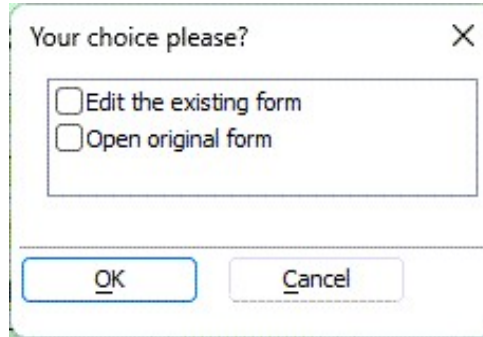 Your choice please?
Edit the existing form
Open original form
OK
Cancel